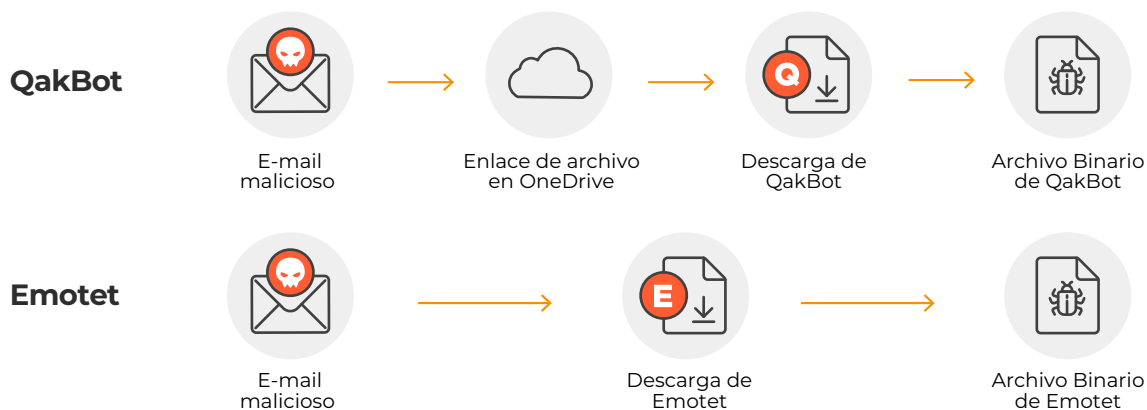 QakBot
Q
E-mail
malicioso
Enlace de archivo
en OneDrive
Descarga de
QakBot
Archivo Binario
de QakBot
Emotet
E
E-mail
malicioso
Descarga de
Emotet
Archivo Binario
de Emotet